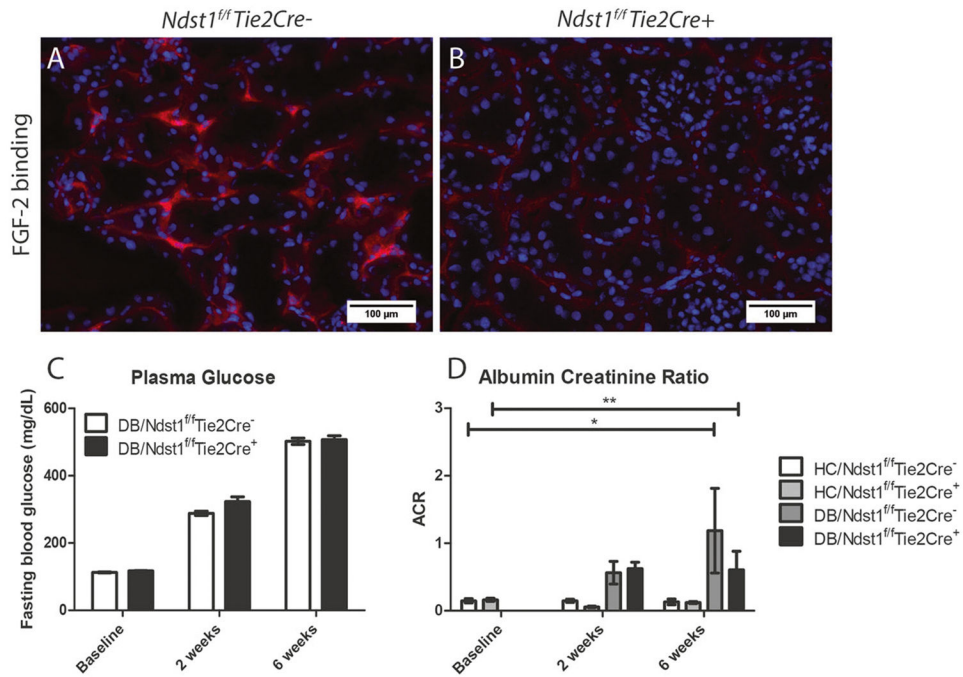 Ndst1f/f Tie2Cre-
Ndst1f/f Tie2Cre+
FGF-2 binding
A
B
100 µm
100 µm
C
Plasma Glucose
Fasting blood glucose (mg/dL)
600
400
200
0
DB/Ndst1f/fTie2Cre-
DB/Ndst1f/fTie2Cre+
Baseline
2 weeks
6 weeks
D
Albumin Creatinine Ratio
ACR
3
2
1
0
**
*
Baseline
2 weeks
6 weeks
HC/Ndst1f/fTie2Cre-
HC/Ndst1f/fTie2Cre+
DB/Ndst1f/fTie2Cre-
DB/Ndst1f/fTie2Cre+